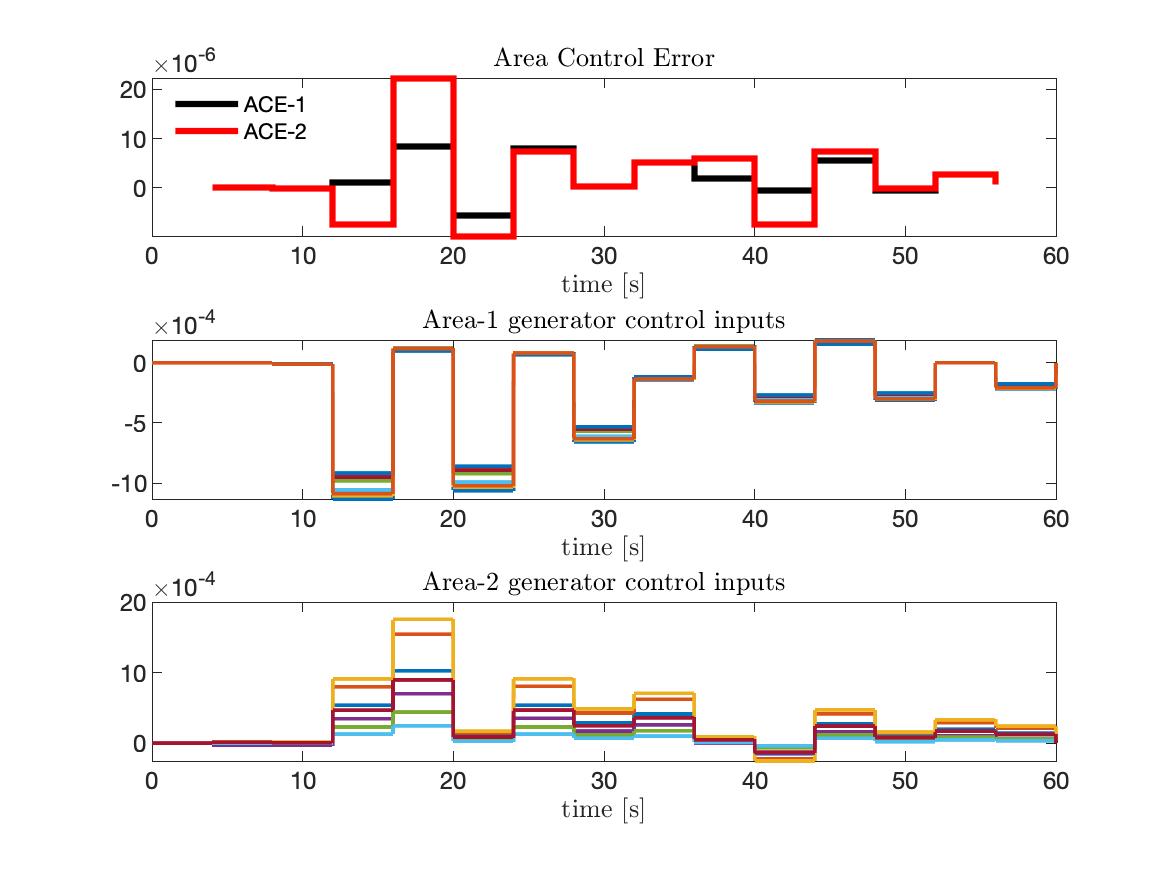 Area Control Error
×10-6
20
10
0
ACE-1
ACE-2
0 10 20 30 40 50 60
time [s]
Area-1 generator control inputs
×10-4
0
-5
-10
0 10 20 30 40 50 60
time [s]
Area-2 generator control inputs
×10-4
20
10
0
0 10 20 30 40 50 60
time [s]